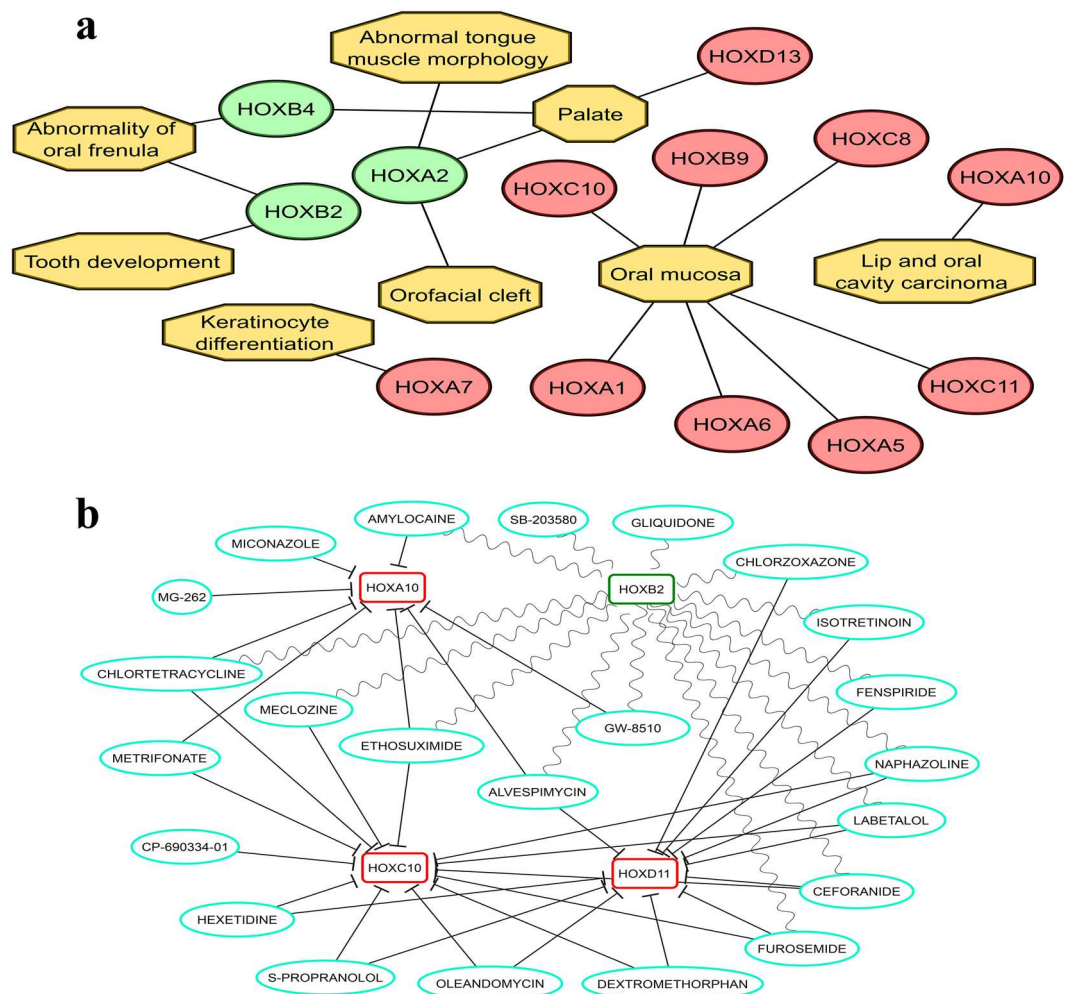 a
Abnormal tongue
muscle morphology
HOXD13
HOXB4
Palate
Abnormality of
oral frenula
HOXC8
HOXB9
HOXA2
HOXC10
HOXA10
HOXB2
Tooth development
Oral mucosa
Lip and oral
cavity carcinoma
Orofacial cleft
Keratinocyte
differentiation
HOXA7
HOXA1
HOXC11
HOXA6
HOXA5
b
AMYLOCAINE
SB-203580
GLIQUIDONE
MICONAZOLE
CHLORZOXAZONE
HOXA10
HOXB2
MG-262
ISOTRETINOIN
CHLORTETRACYCLINE
FENSPIRIDE
MECLOZINE
GW-8510
ETHOSUXIMIDE
METRIFONATE
NAPHAZOLINE
ALVESPIMYCIN
LABETALOL
CP-690334-01
HOXC10
HOXD11
CEFORANIDE
HEXETIDINE
FUROSEMIDE
S-PROPRANOLOL
OLEANDOMYCIN
DEXTROMETHORPHAN